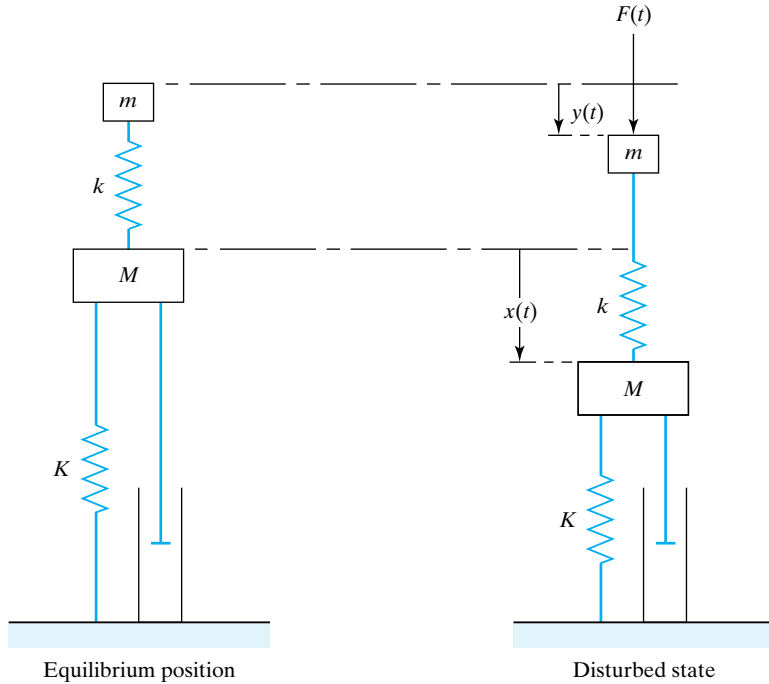 F(t)
m
y(t)
m
k
M
x(t)
k
M
K
K
Equilibrium position
Disturbed state